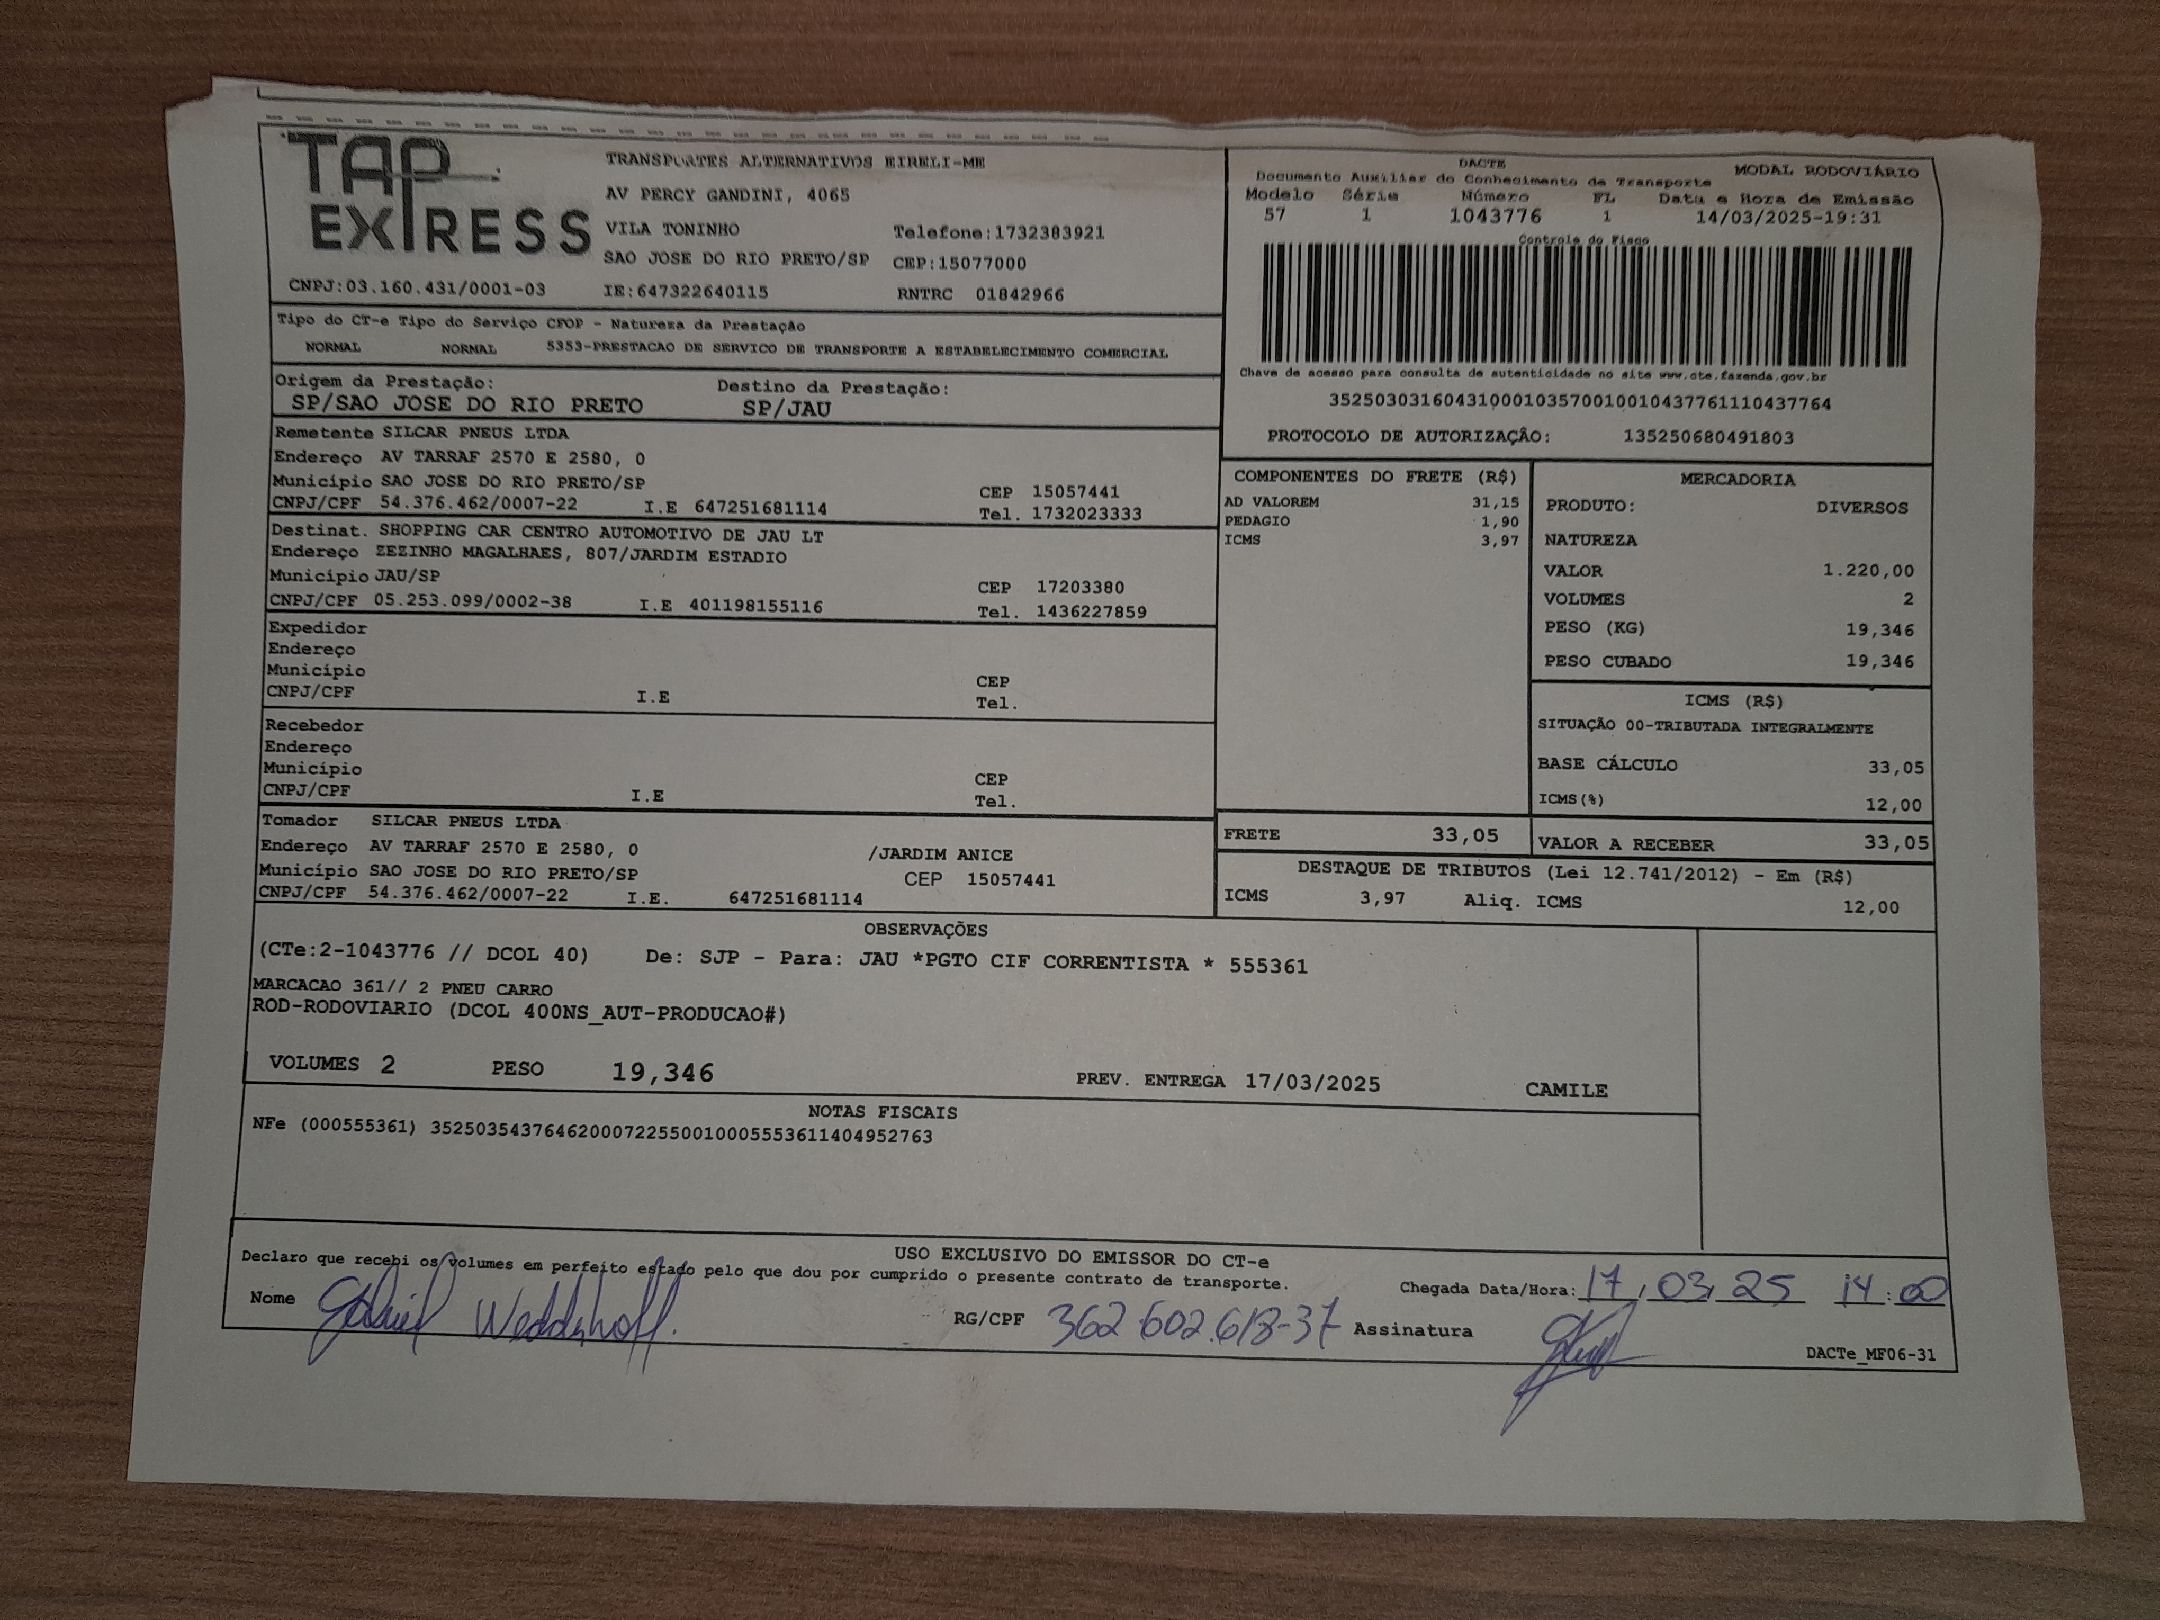 TAP EXPRESS
TRANSPORTES ALTERNATIVOS EIRELI-ME
AV PERCY GANDINI, 4065
VILA TONINHO Telefone:1732383921
SAO JOSE DO RIO PRETO/SP CEP:15077000
CNPJ:03.160.431/0001-03 IE:647322640115 RNTRC 01842966
DACTE MODAL RODOVIÁRIO
Documento Auxiliar do Conhecimento de Transporte
Modelo Série Número FL Data e Hora de Emissão
57 1 1043776 1 14/03/2025-19:31
Controle do Fisco
Chave de acesso para consulta de autenticidade no site www.cte.fazenda.gov.br
35250303160431000103570010010437761110437764
PROTOCOLO DE AUTORIZAÇÃO: 135250680491803
Tipo do CT-e Tipo do Serviço CFOP - Natureza da Prestação
NORMAL NORMAL 5353-PRESTACAO DE SERVICO DE TRANSPORTE A ESTABELECIMENTO COMERCIAL
Origem da Prestação: Destino da Prestação:
SP/SAO JOSE DO RIO PRETO SP/JAU
Remetente SILCAR PNEUS LTDA
Endereço AV TARRAF 2570 E 2580, 0
Município SAO JOSE DO RIO PRETO/SP CEP 15057441
CNPJ/CPF 54.376.462/0007-22 I.E 647251681114 Tel. 1732023333
Destinat. SHOPPING CAR CENTRO AUTOMOTIVO DE JAU LT
Endereço ZEZINHO MAGALHAES, 807/JARDIM ESTADIO
Município JAU/SP CEP 17203380
CNPJ/CPF 05.253.099/0002-38 I.E 401198155116 Tel. 1436227859
Expedidor
Endereço
Município CEP
CNPJ/CPF I.E Tel.
Recebedor
Endereço
Município CEP
CNPJ/CPF I.E Tel.
Tomador SILCAR PNEUS LTDA
Endereço AV TARRAF 2570 E 2580, 0 /JARDIM ANICE
Município SAO JOSE DO RIO PRETO/SP CEP 15057441
CNPJ/CPF 54.376.462/0007-22 I.E. 647251681114
COMPONENTES DO FRETE (R$)
AD VALOREM 31,15
PEDAGIO 1,90
ICMS 3,97
MERCADORIA
PRODUTO: DIVERSOS
NATUREZA
VALOR 1.220,00
VOLUMES 2
PESO (KG) 19,346
PESO CUBADO 19,346
ICMS (R$)
SITUAÇÃO 00-TRIBUTADA INTEGRALMENTE
BASE CÁLCULO 33,05
ICMS(%) 12,00
FRETE 33,05 VALOR A RECEBER 33,05
DESTAQUE DE TRIBUTOS (Lei 12.741/2012) - Em (R$)
ICMS 3,97 Aliq. ICMS 12,00
OBSERVAÇÕES
(CTe:2-1043776 // DCOL 40) De: SJP - Para: JAU *PGTO CIF CORRENTISTA * 555361
MARCACAO 361// 2 PNEU CARRO
ROD-RODOVIARIO (DCOL 400NS_AUT-PRODUCAO#)
VOLUMES 2 PESO 19,346 PREV. ENTREGA 17/03/2025 CAMILE
NOTAS FISCAIS
NFe (000555361) 35250354376462000722550010005553611404952763
USO EXCLUSIVO DO EMISSOR DO CT-e
Declaro que recebi os volumes em perfeito estado pelo que dou por cumprido o presente contrato de transporte.
Chegada Data/Hora: 17/03/25 14:00
Nome Gabriel RG/CPF 362.602.618-37 Assinatura
DACTe_MF06-31